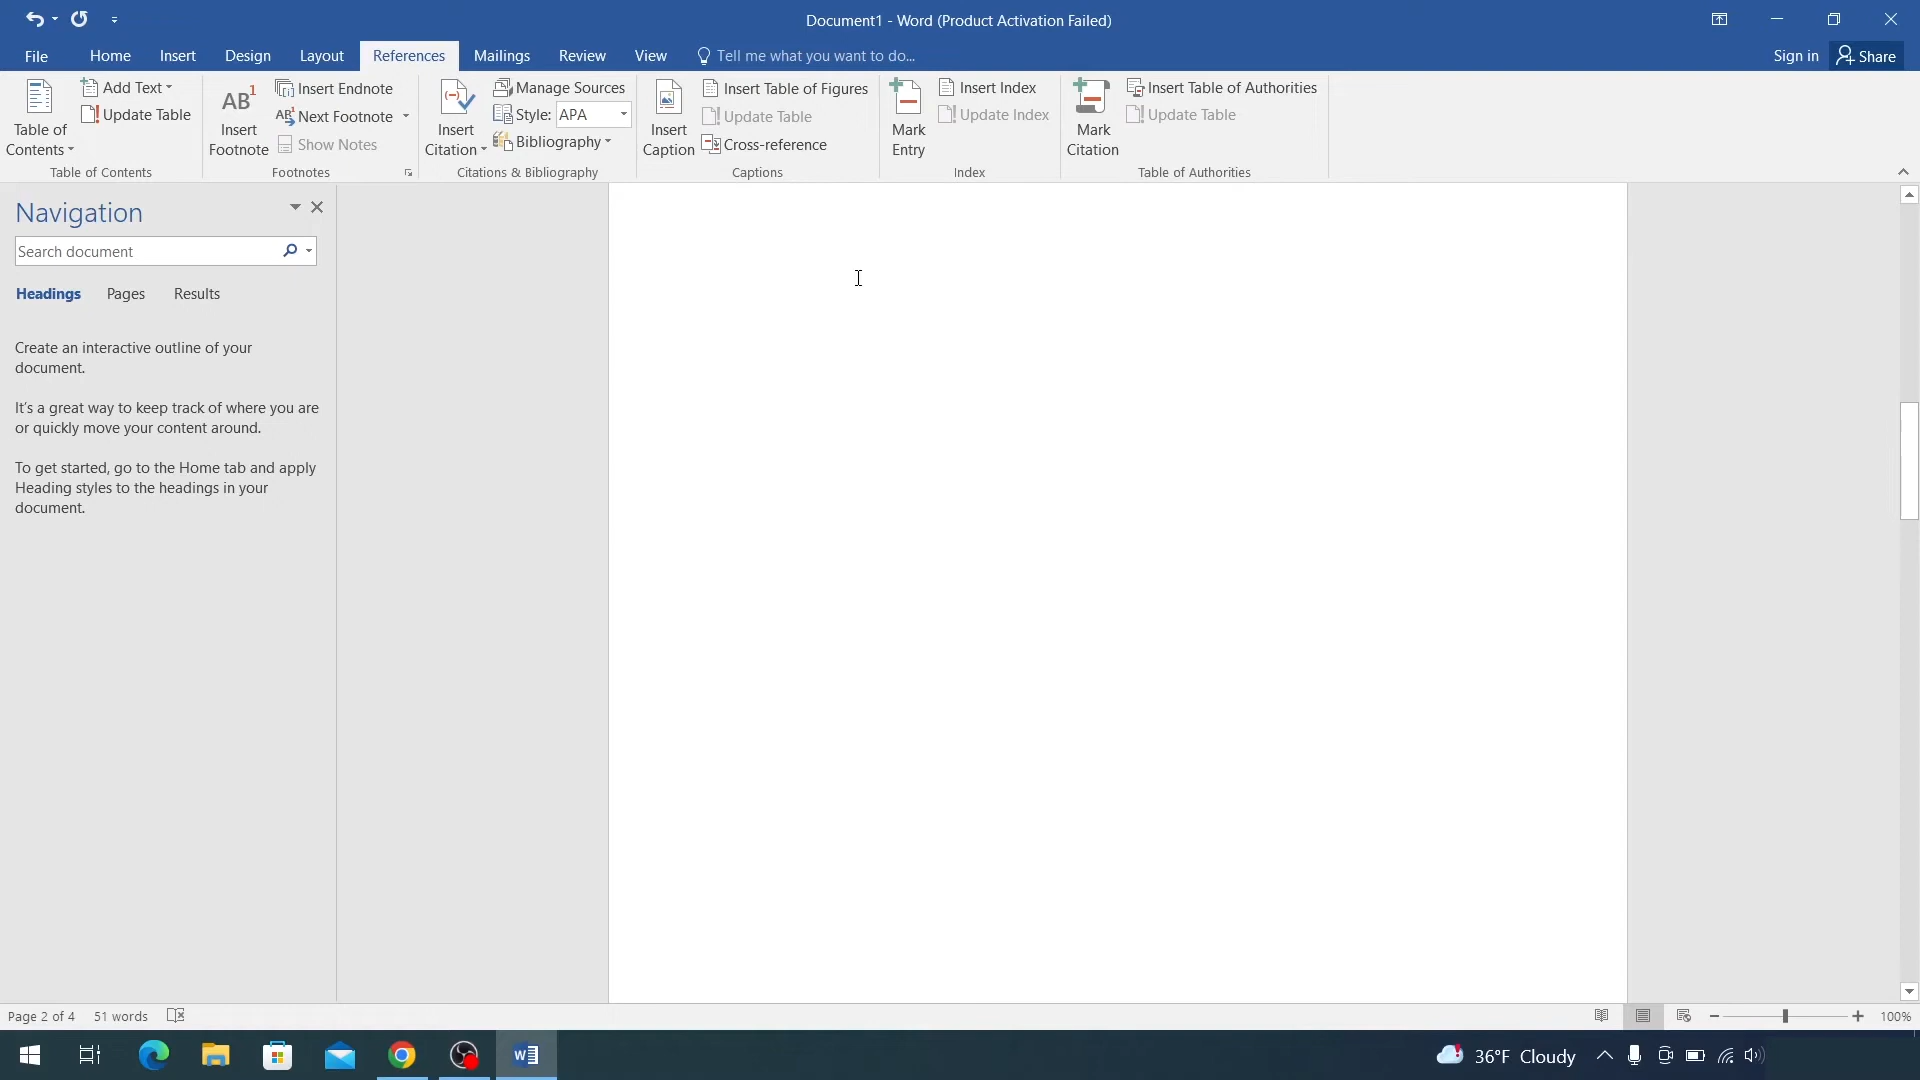 Document1 - Word (Product Activation Failed)
File Home Insert Design Layout References Mailings Review View Tell me what you want to do... Sign in Share
Table of Contents
Add Text
Update Table
Table of Contents
AB1
Insert Footnote
Insert Endnote
AB1 Next Footnote
Show Notes
Footnotes
Insert Citation
Manage Sources
Style: APA
Bibliography
Citations & Bibliography
Insert Caption
Insert Table of Figures
Update Table
Cross-reference
Captions
Mark Entry
Insert Index
Update Index
Index
Mark Citation
Insert Table of Authorities
Update Table
Table of Authorities
Navigation
Search document
Headings Pages Results
Create an interactive outline of your
document.
It's a great way to keep track of where you are
or quickly move your content around.
To get started, go to the Home tab and apply
Heading styles to the headings in your
document.
Page 2 of 4 51 words 100%
W 36°F Cloudy